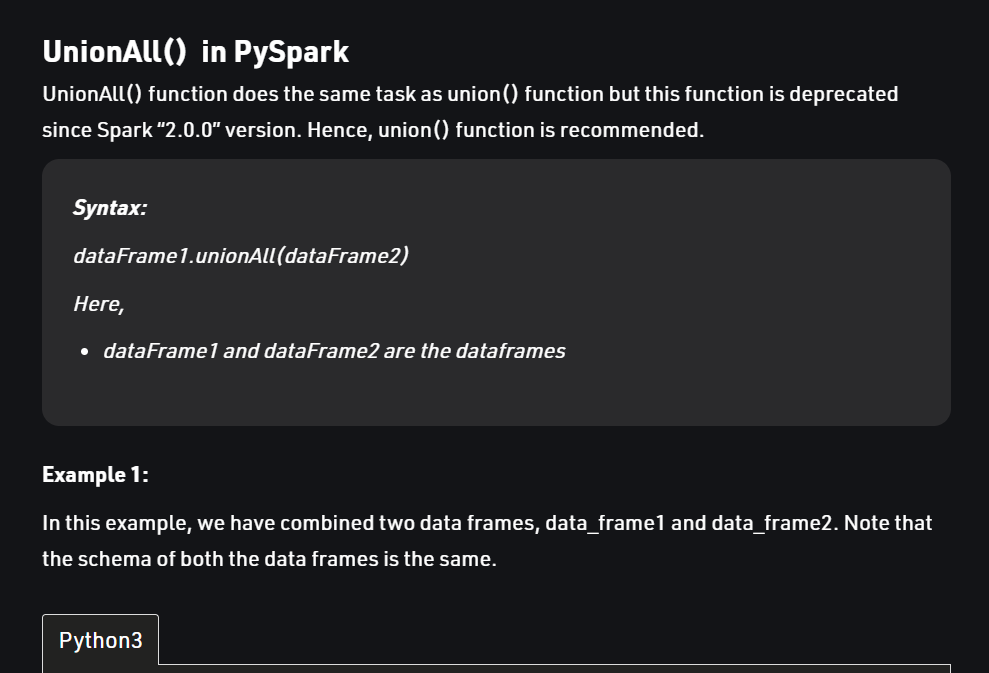 UnionAll()  in PySpark
UnionAll() function does the same task as union() function but this function is deprecated
since Spark “2.0.0” version. Hence, union() function is recommended.
Syntax:
dataFrame1.unionAll(dataFrame2)
Here,
• dataFrame1 and dataFrame2 are the dataframes
Example 1:
In this example, we have combined two data frames, data_frame1 and data_frame2. Note that
the schema of both the data frames is the same.
Python3